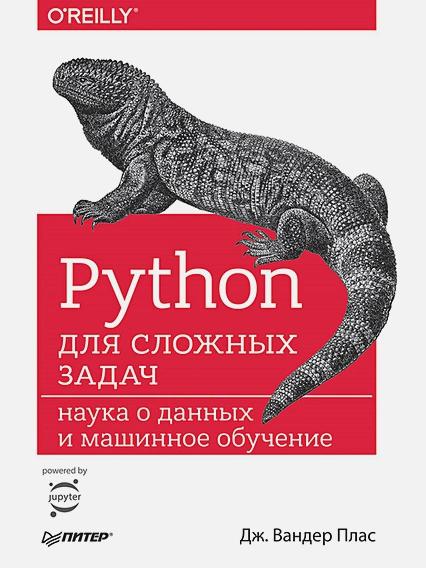 O'REILLY®
Python
для сложных
задач
наука о данных
и машинное обучение
powered by
jupyter
ПИТЕР®
Дж. Вандер Плас